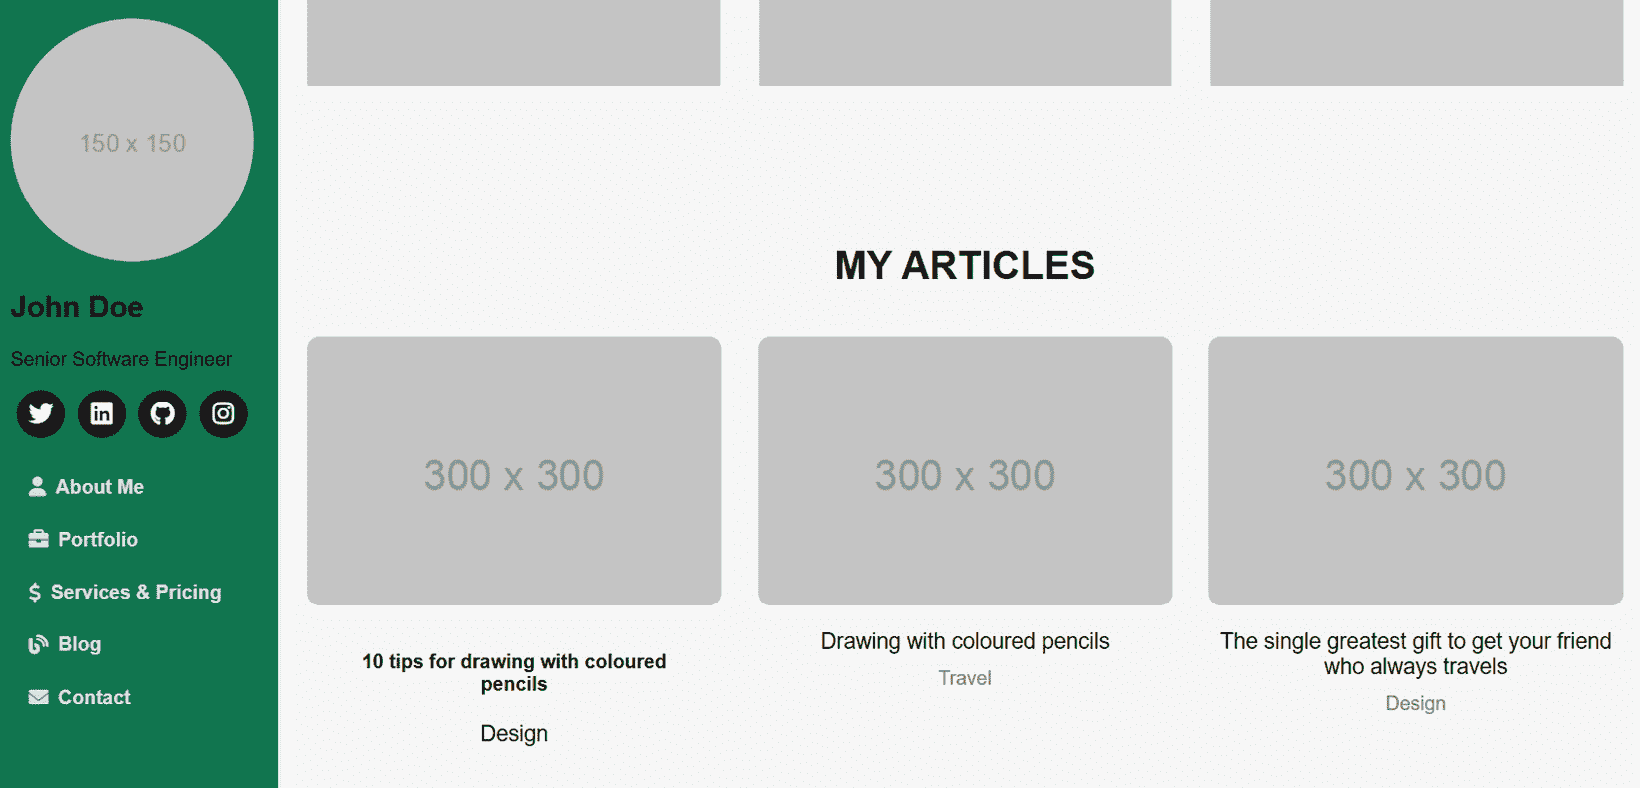 150 x 150
John Doe
Senior Software Engineer
About Me
Portfolio
Services & Pricing
Blog
Contact
MY ARTICLES
300 x 300
300 x 300
300 x 300
10 tips for drawing with coloured
pencils
Design
Drawing with coloured pencils
Travel
The single greatest gift to get your friend
who always travels
Design